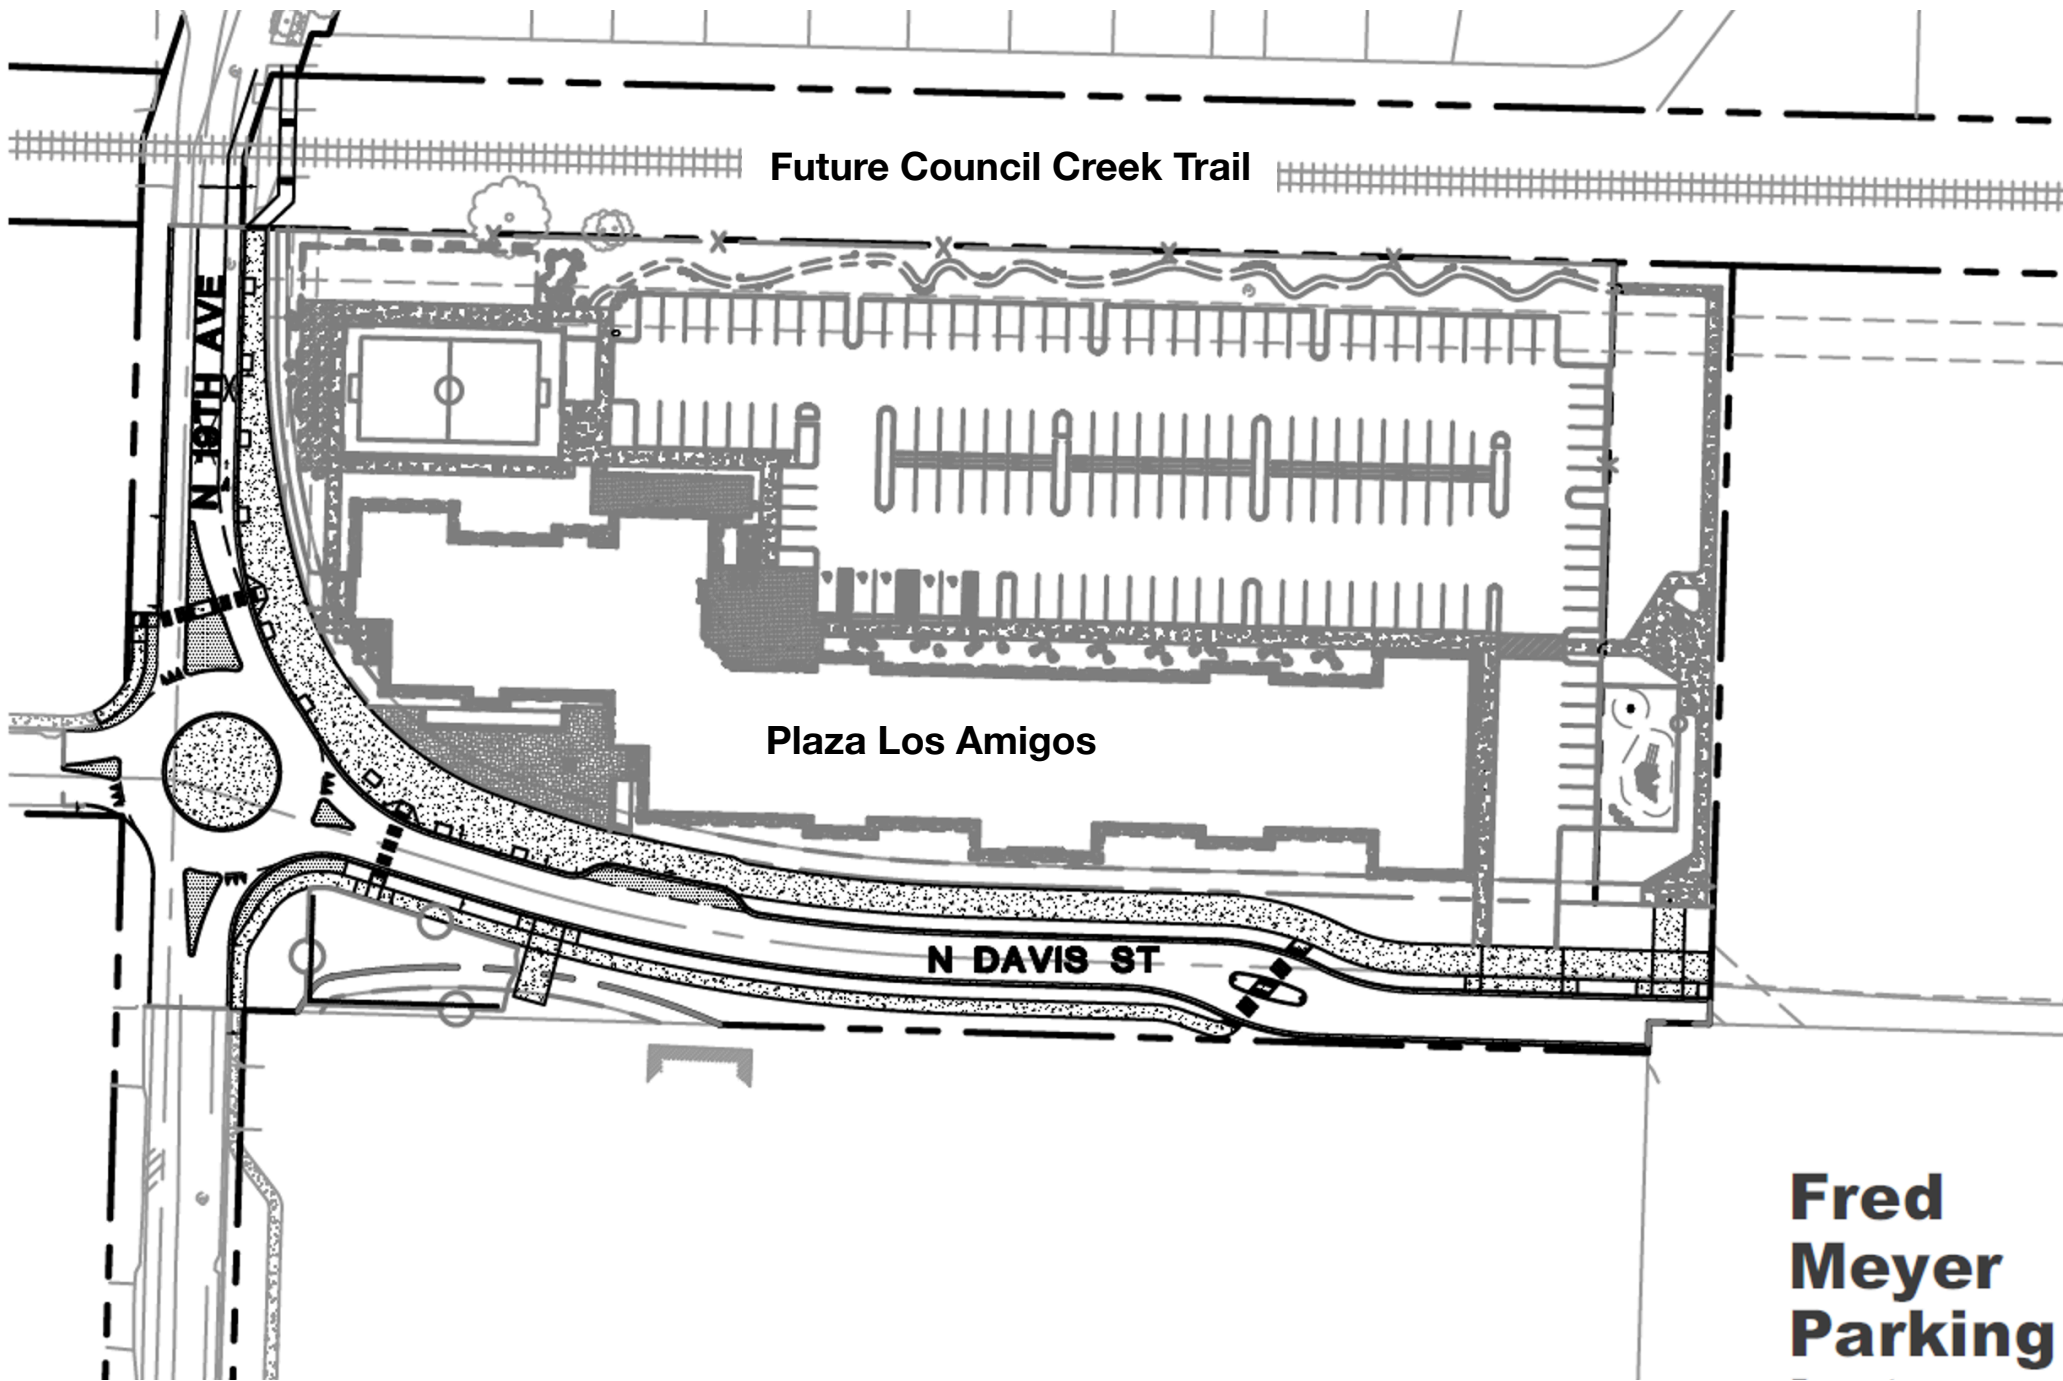 Future Council Creek Trail
N 19TH AVE
Plaza Los Amigos
N DAVIS ST
Fred
Meyer
Parking